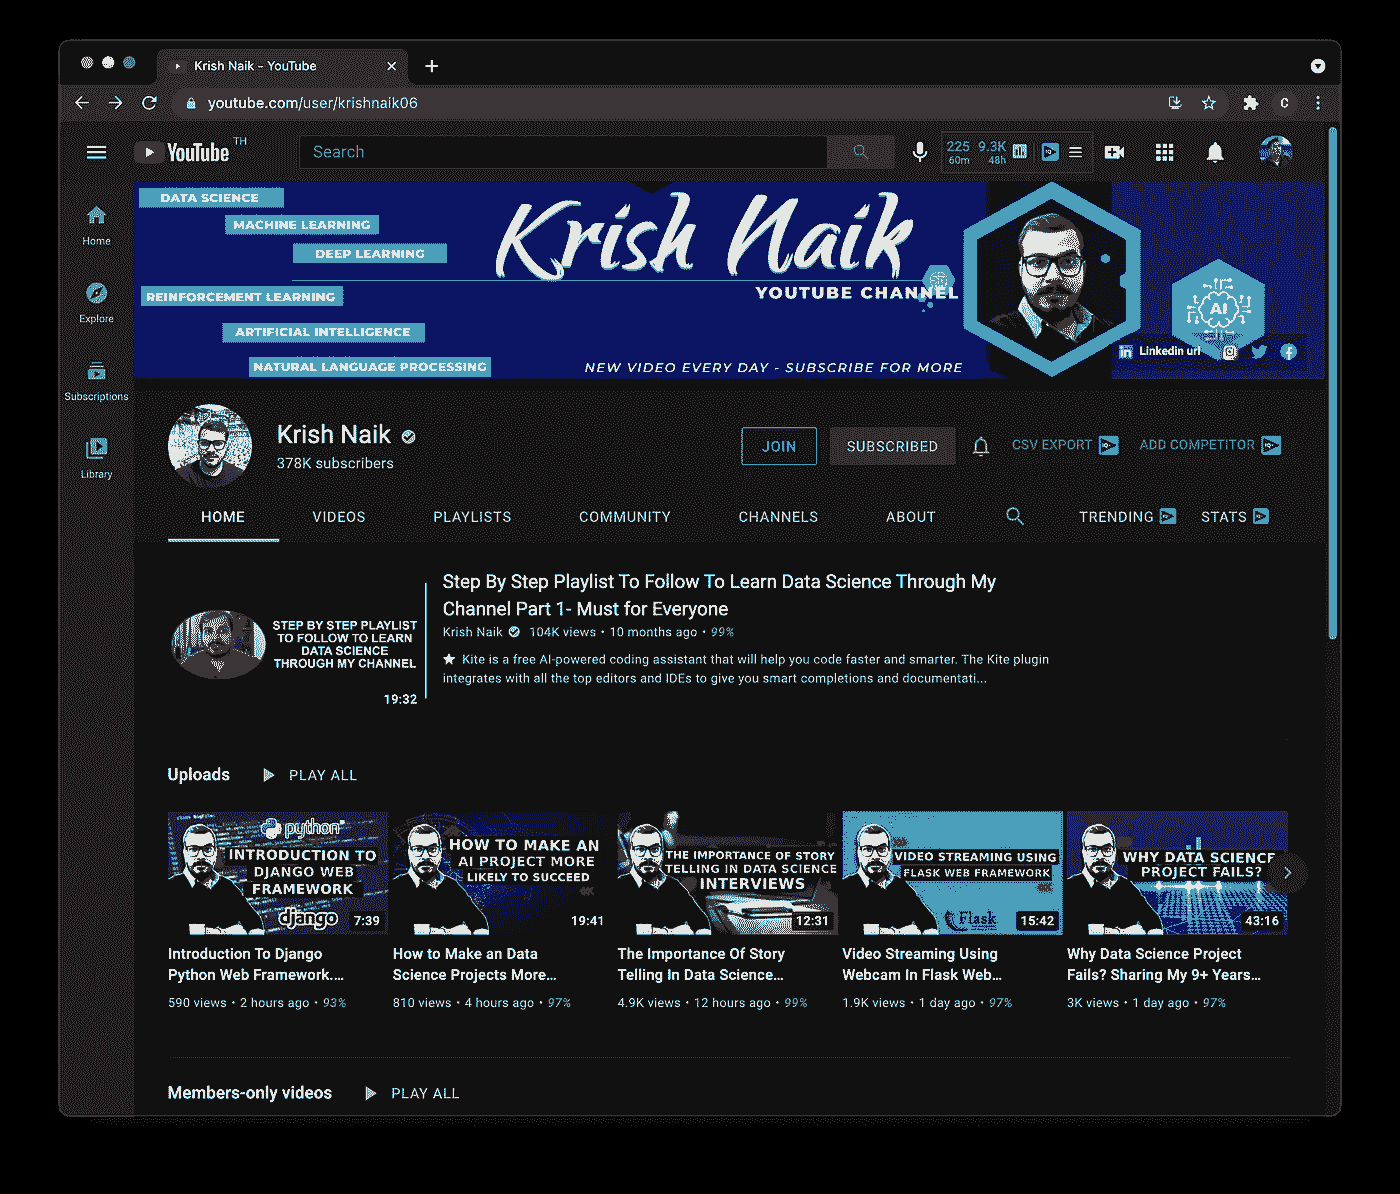 Krish Naik - YouTube
youtube.com/user/krishnaik06
C
YouTube TH
Search
225 9.3K
60m 48h
DATA SCIENCE
MACHINE LEARNING
DEEP LEARNING
REINFORCEMENT LEARNING
ARTIFICIAL INTELLIGENCE
NATURAL LANGUAGE PROCESSING
Krish Naik
YOUTUBE CHANNEL
NEW VIDEO EVERY DAY - SUBSCRIBE FOR MORE
AI
Linkedin url
Home
Explore
Subscriptions
Library
Krish Naik
378K subscribers
JOIN
SUBSCRIBED
CSV EXPORT
ADD COMPETITOR
HOME VIDEOS PLAYLISTS COMMUNITY CHANNELS ABOUT TRENDING STATS
STEP BY STEP PLAYLIST
TO FOLLOW TO LEARN
DATA SCIENCE
THROUGH MY CHANNEL
19:32
Step By Step Playlist To Follow To Learn Data Science Through My
Channel Part 1- Must for Everyone
Krish Naik 104K views • 10 months ago • 99%
★ Kite is a free AI-powered coding assistant that will help you code faster and smarter. The Kite plugin
integrates with all the top editors and IDEs to give you smart completions and documentati...
Uploads PLAY ALL
python
INTRODUCTION TO
DJANGO WEB
FRAMEWORK
django
7:39
Introduction To Django
Python Web Framework....
590 views • 2 hours ago • 93%
HOW TO MAKE AN
AI PROJECT MORE
LIKELY TO SUCCEED
19:41
How to Make an Data
Science Projects More...
810 views • 4 hours ago • 97%
THE IMPORTANCE OF STORY
TELLING IN DATA SCIENCE
INTERVIEWS
12:31
The Importance Of Story
Telling In Data Science...
4.9K views • 12 hours ago • 99%
VIDEO STREAMING USING
FLASK WEB FRAMEWORK
Flask
15:42
Video Streaming Using
Webcam In Flask Web...
1.9K views • 1 day ago • 97%
WHY DATA SCIENCE
PROJECT FAILS?
43:16
Why Data Science Project
Fails? Sharing My 9+ Years...
3K views • 1 day ago • 97%
Members-only videos PLAY ALL